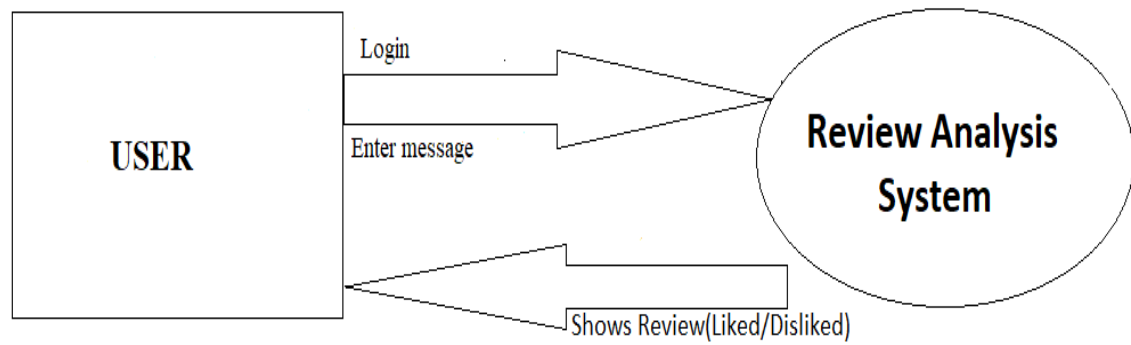 Login
USER
Enter message
Review Analysis
System
Shows Review(Liked/Disliked)